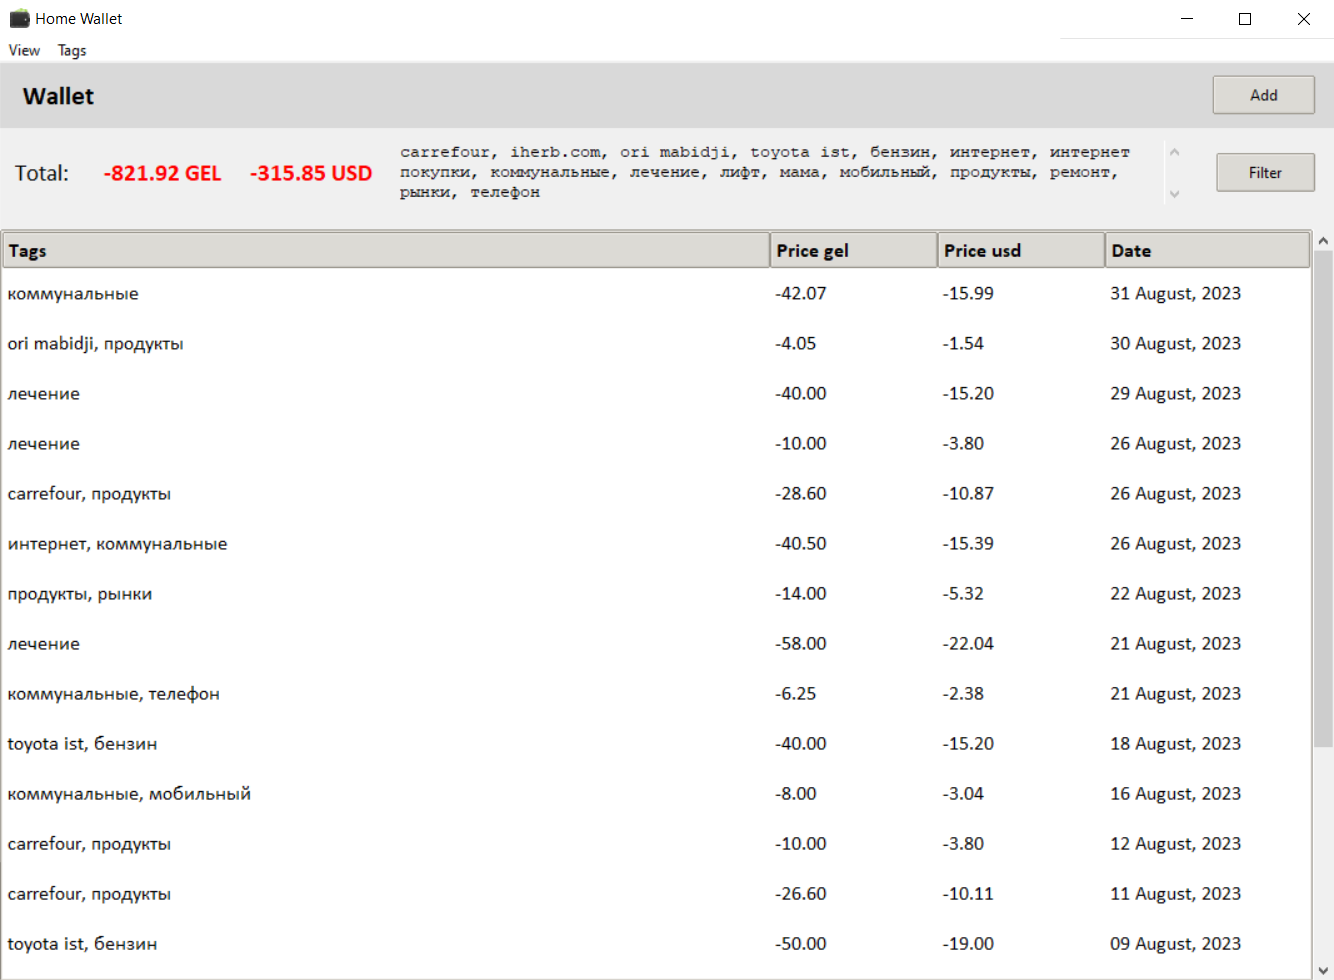 Home Wallet
View Tags
Wallet Add
Total: -821.92 GEL -315.85 USD
carrefour, iherb.com, ori mabidji, toyota ist, бензин, интернет, интернет
покупки, коммунальные, лечение, лифт, мама, мобильный, продукты, ремонт,
рынки, телефон
Filter
Tags Price gel Price usd Date
коммунальные -42.07 -15.99 31 August, 2023
ori mabidji, продукты -4.05 -1.54 30 August, 2023
лечение -40.00 -15.20 29 August, 2023
лечение -10.00 -3.80 26 August, 2023
carrefour, продукты -28.60 -10.87 26 August, 2023
интернет, коммунальные -40.50 -15.39 26 August, 2023
продукты, рынки -14.00 -5.32 22 August, 2023
лечение -58.00 -22.04 21 August, 2023
коммунальные, телефон -6.25 -2.38 21 August, 2023
toyota ist, бензин -40.00 -15.20 18 August, 2023
коммунальные, мобильный -8.00 -3.04 16 August, 2023
carrefour, продукты -10.00 -3.80 12 August, 2023
carrefour, продукты -26.60 -10.11 11 August, 2023
toyota ist, бензин -50.00 -19.00 09 August, 2023